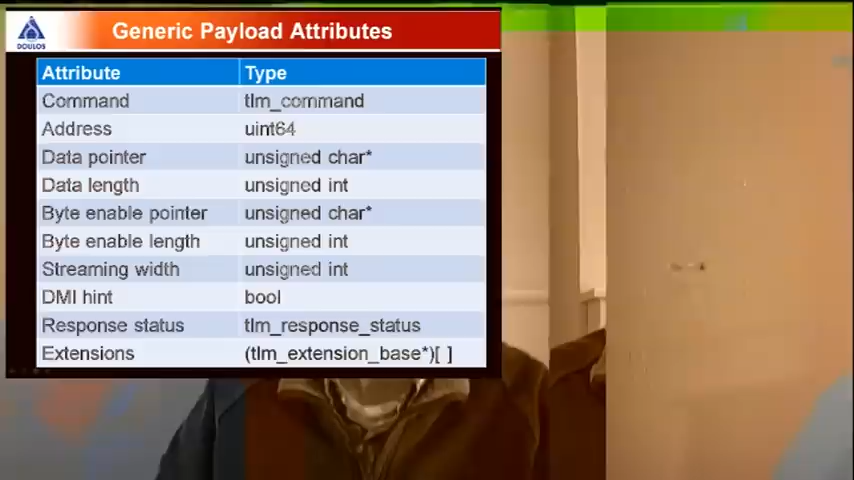 DOULOS
Generic Payload Attributes
Attribute Type
Command tlm_command
Address uint64
Data pointer unsigned char*
Data length unsigned int
Byte enable pointer unsigned char*
Byte enable length unsigned int
Streaming width unsigned int
DMI hint bool
Response status tlm_response_status
Extensions (tlm_extension_base*)[ ]